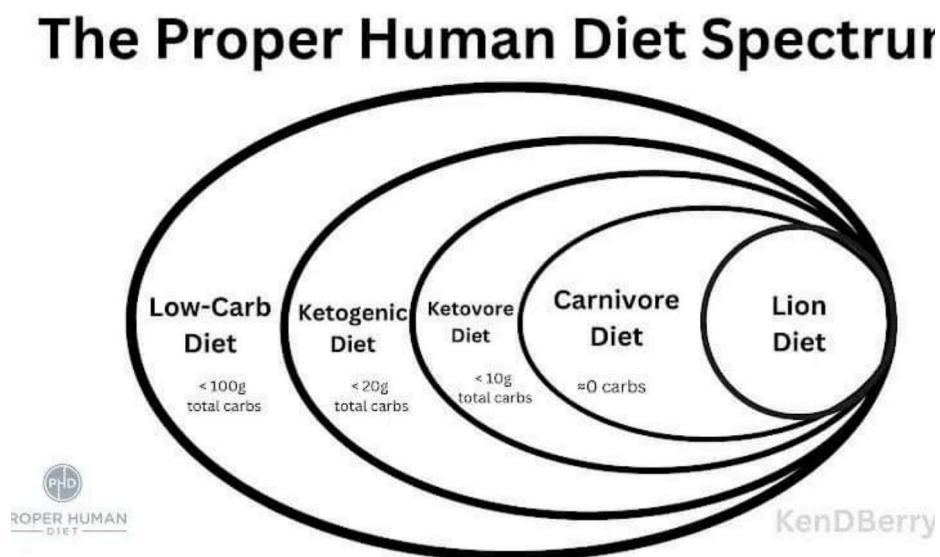 The Proper Human Diet Spectrum
Low-Carb
Diet
< 100g
total carbs
Ketogenic
Diet
< 20g
total carbs
Ketovore
Diet
< 10g
total carbs
Carnivore
Diet
≈0 carbs
Lion
Diet
PHD
ROPER HUMAN
DIET
KenDBerry